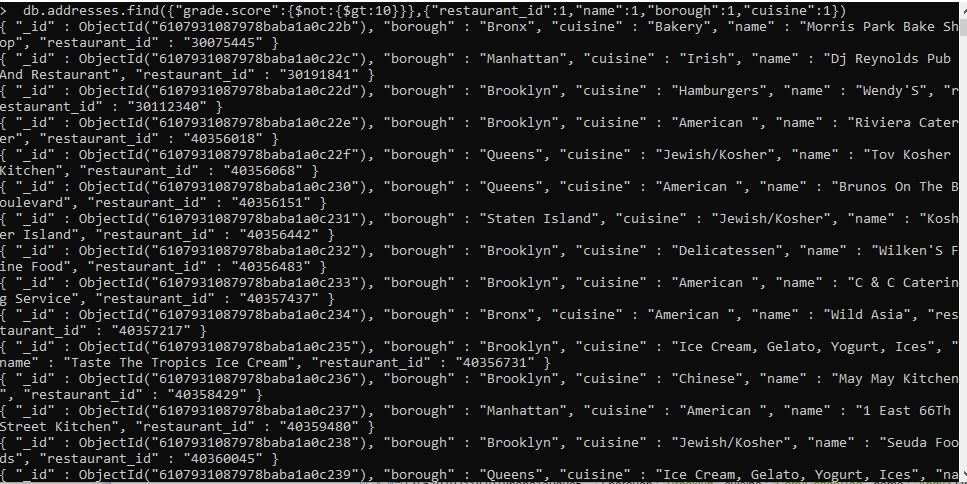 >  db.addresses.find({"grade.score":{$not:{$gt:10}}},{"restaurant_id":1,"name":1,"borough":1,"cuisine":1})
{ "_id" : ObjectId("6107931087978baba1a0c22b"), "borough" : "Bronx", "cuisine" : "Bakery", "name" : "Morris Park Bake Sh
op", "restaurant_id" : "30075445" }
{ "_id" : ObjectId("6107931087978baba1a0c22c"), "borough" : "Manhattan", "cuisine" : "Irish", "name" : "Dj Reynolds Pub
And Restaurant", "restaurant_id" : "30191841" }
{ "_id" : ObjectId("6107931087978baba1a0c22d"), "borough" : "Brooklyn", "cuisine" : "Hamburgers", "name" : "Wendy'S", "r
estaurant_id" : "30112340" }
{ "_id" : ObjectId("6107931087978baba1a0c22e"), "borough" : "Brooklyn", "cuisine" : "American ", "name" : "Riviera Cater
er", "restaurant_id" : "40356018" }
{ "_id" : ObjectId("6107931087978baba1a0c22f"), "borough" : "Queens", "cuisine" : "Jewish/Kosher", "name" : "Tov Kosher
Kitchen", "restaurant_id" : "40356068" }
{ "_id" : ObjectId("6107931087978baba1a0c230"), "borough" : "Queens", "cuisine" : "American ", "name" : "Brunos On The B
oulevard", "restaurant_id" : "40356151" }
{ "_id" : ObjectId("6107931087978baba1a0c231"), "borough" : "Staten Island", "cuisine" : "Jewish/Kosher", "name" : "Kosh
er Island", "restaurant_id" : "40356442" }
{ "_id" : ObjectId("6107931087978baba1a0c232"), "borough" : "Brooklyn", "cuisine" : "Delicatessen", "name" : "Wilken'S F
ine Food", "restaurant_id" : "40356483" }
{ "_id" : ObjectId("6107931087978baba1a0c233"), "borough" : "Brooklyn", "cuisine" : "American ", "name" : "C & C Caterin
g Service", "restaurant_id" : "40357437" }
{ "_id" : ObjectId("6107931087978baba1a0c234"), "borough" : "Bronx", "cuisine" : "American ", "name" : "Wild Asia", "res
taurant_id" : "40357217" }
{ "_id" : ObjectId("6107931087978baba1a0c235"), "borough" : "Brooklyn", "cuisine" : "Ice Cream, Gelato, Yogurt, Ices", "
name" : "Taste The Tropics Ice Cream", "restaurant_id" : "40356731" }
{ "_id" : ObjectId("6107931087978baba1a0c236"), "borough" : "Brooklyn", "cuisine" : "Chinese", "name" : "May May Kitchen
", "restaurant_id" : "40358429" }
{ "_id" : ObjectId("6107931087978baba1a0c237"), "borough" : "Manhattan", "cuisine" : "American ", "name" : "1 East 66Th
Street Kitchen", "restaurant_id" : "40359480" }
{ "_id" : ObjectId("6107931087978baba1a0c238"), "borough" : "Brooklyn", "cuisine" : "Jewish/Kosher", "name" : "Seuda Foo
ds", "restaurant_id" : "40360045" }
{ "_id" : ObjectId("6107931087978baba1a0c239"), "borough" : "Queens", "cuisine" : "Ice Cream, Gelato, Yogurt, Ices", "na